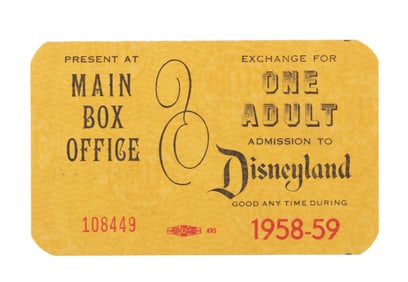 PRESENT AT
MAIN
BOX
OFFICE
108449
495
EXCHANGE FOR
ONE
ADULT
ADMISSION TO
Disneyland
GOOD ANY TIME DURING
1958-59